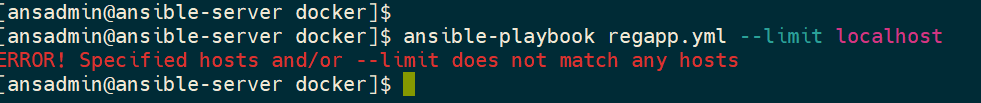 [ansadmin@ansible-server docker]$
[ansadmin@ansible-server docker]$ ansible-playbook regapp.yml --limit localhost
ERROR! Specified hosts and/or --limit does not match any hosts
[ansadmin@ansible-server docker]$